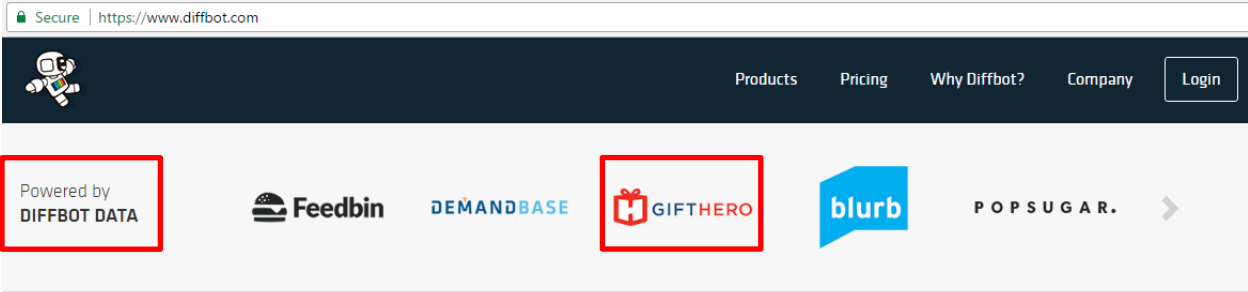 Secure | https://www.diffbot.com
Products Pricing Why Diffbot? Company Login
Powered by
DIFFBOT DATA
Feedbin DEMANDBASE GIFTHERO blurb POPSUGAR.